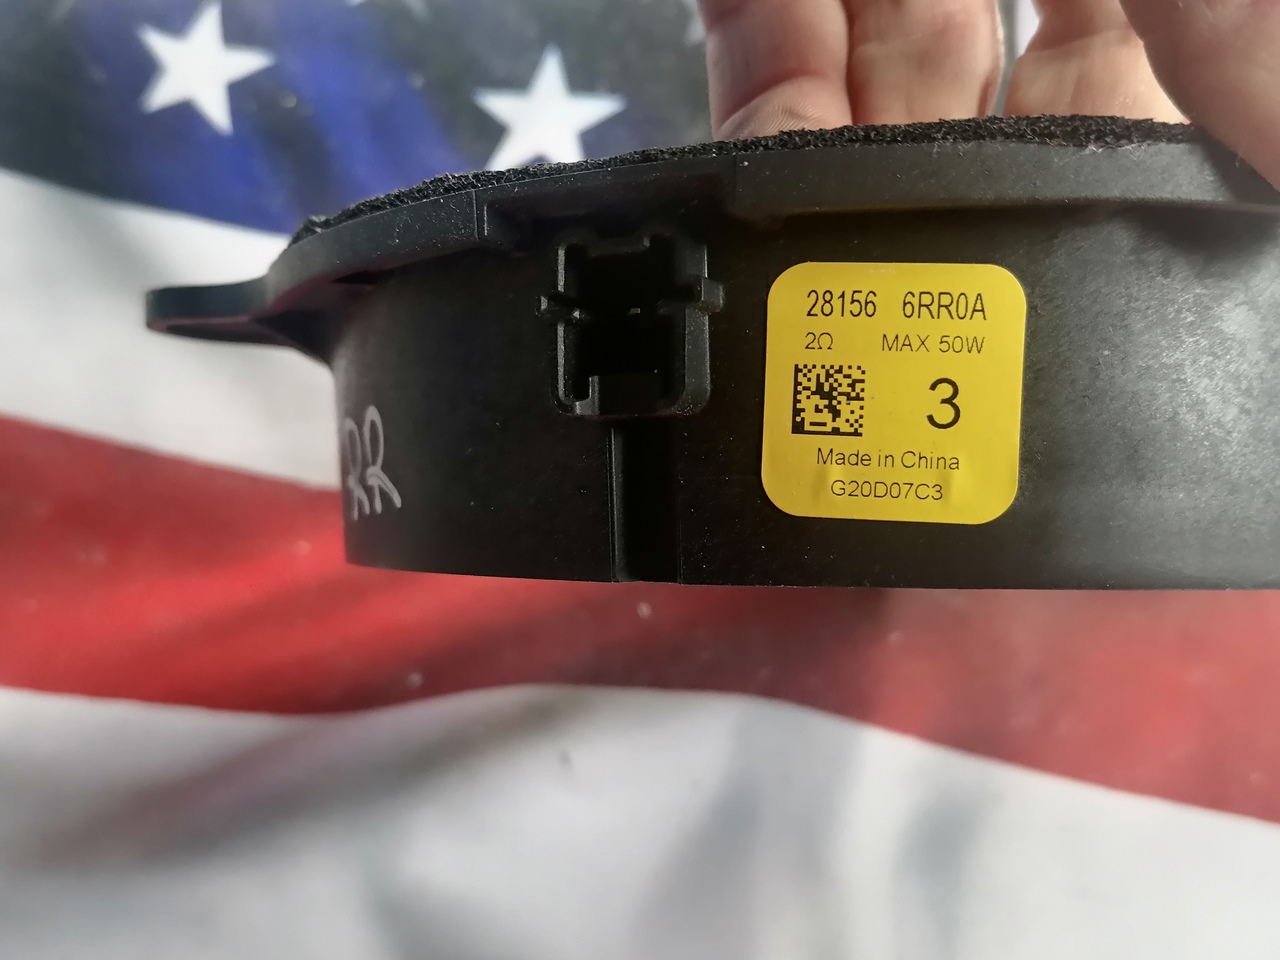 28156 6RR0A
2Ω MAX 50W
3
Made in China
G20D07C3
RR